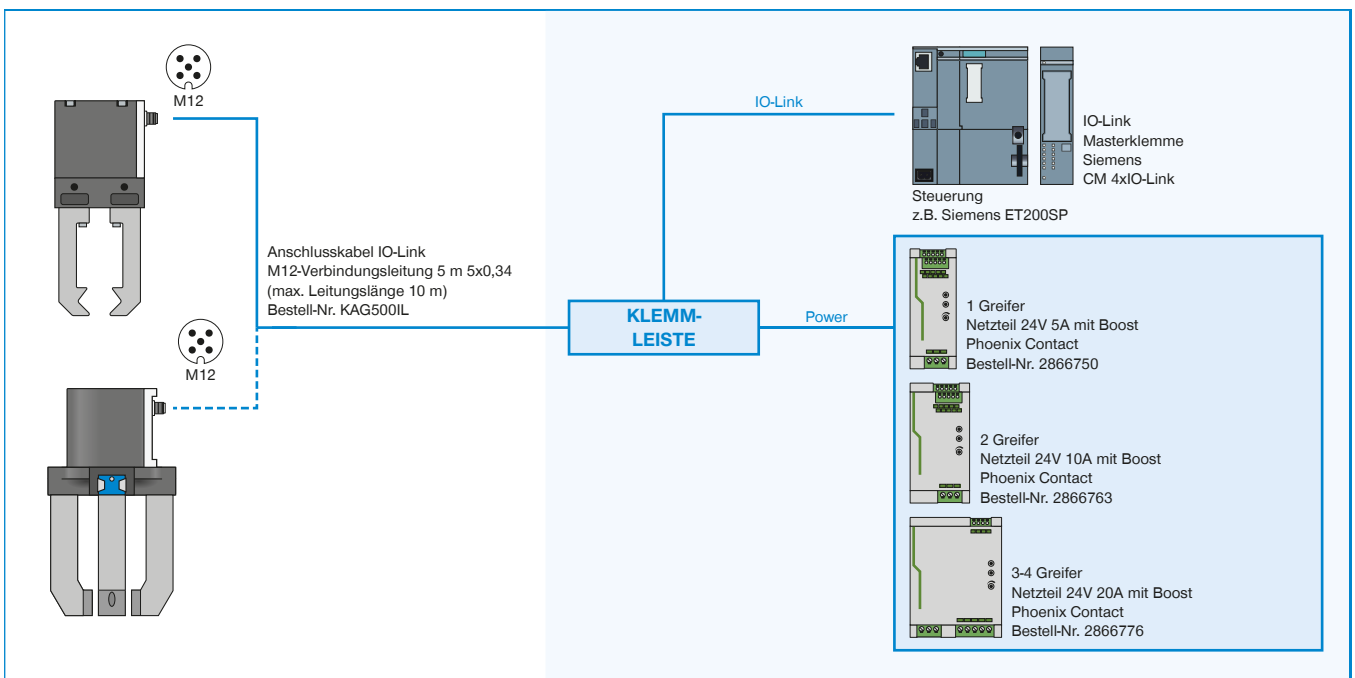 M12
Anschlusskabel IO-Link
M12-Verbindungsleitung 5 m 5x0,34
(max. Leitungslänge 10 m)
Bestell-Nr. KAG500IL
M12
KLEMM-
LEISTE
IO-Link
Power
Steuerung
z.B. Siemens ET200SP
IO-Link
Masterklemme
Siemens
CM 4xIO-Link
1 Greifer
Netzteil 24V 5A mit Boost
Phoenix Contact
Bestell-Nr. 2866750
2 Greifer
Netzteil 24V 10A mit Boost
Phoenix Contact
Bestell-Nr. 2866763
3-4 Greifer
Netzteil 24V 20A mit Boost
Phoenix Contact
Bestell-Nr. 2866776